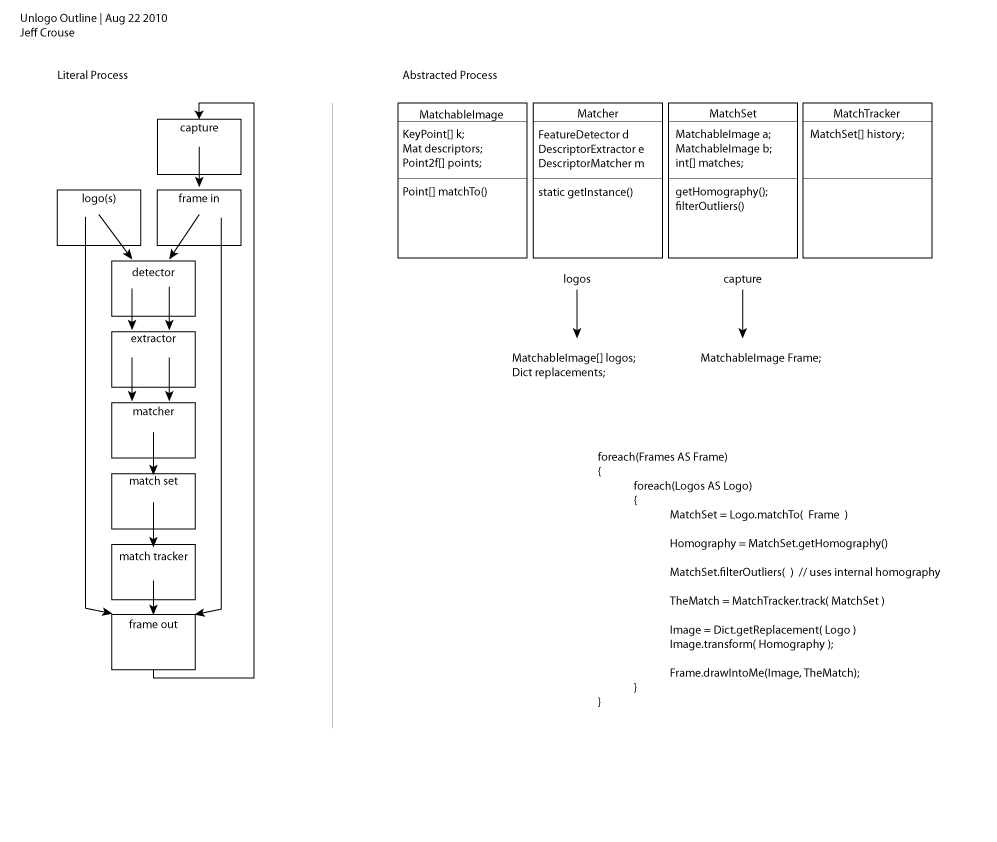 Unlogo Outline | Aug 22 2010
Jeff Crouse
Literal Process
capture
logo(s)
frame in
detector
extractor
matcher
match set
match tracker
frame out
Abstracted Process
MatchableImage
KeyPoint[] k;
Mat descriptors;
Point2f[] points;
Point[] matchTo()
Matcher
FeatureDetector d
DescriptorExtractor e
DescriptorMatcher m
static getInstance()
MatchSet
MatchableImage a;
MatchableImage b;
int[] matches;
getHomography();
filterOutliers()
MatchTracker
MatchSet[] history;
logos
MatchableImage[] logos;
Dict replacements;
capture
MatchableImage Frame;
foreach(Frames AS Frame)
{
foreach(Logos AS Logo)
{
MatchSet = Logo.matchTo( Frame )
Homography = MatchSet.getHomography()
MatchSet.filterOutliers( ) // uses internal homography
TheMatch = MatchTracker.track( MatchSet )
Image = Dict.getReplacement( Logo )
Image.transform( Homography );
Frame.drawIntoMe(Image, TheMatch);
}
}